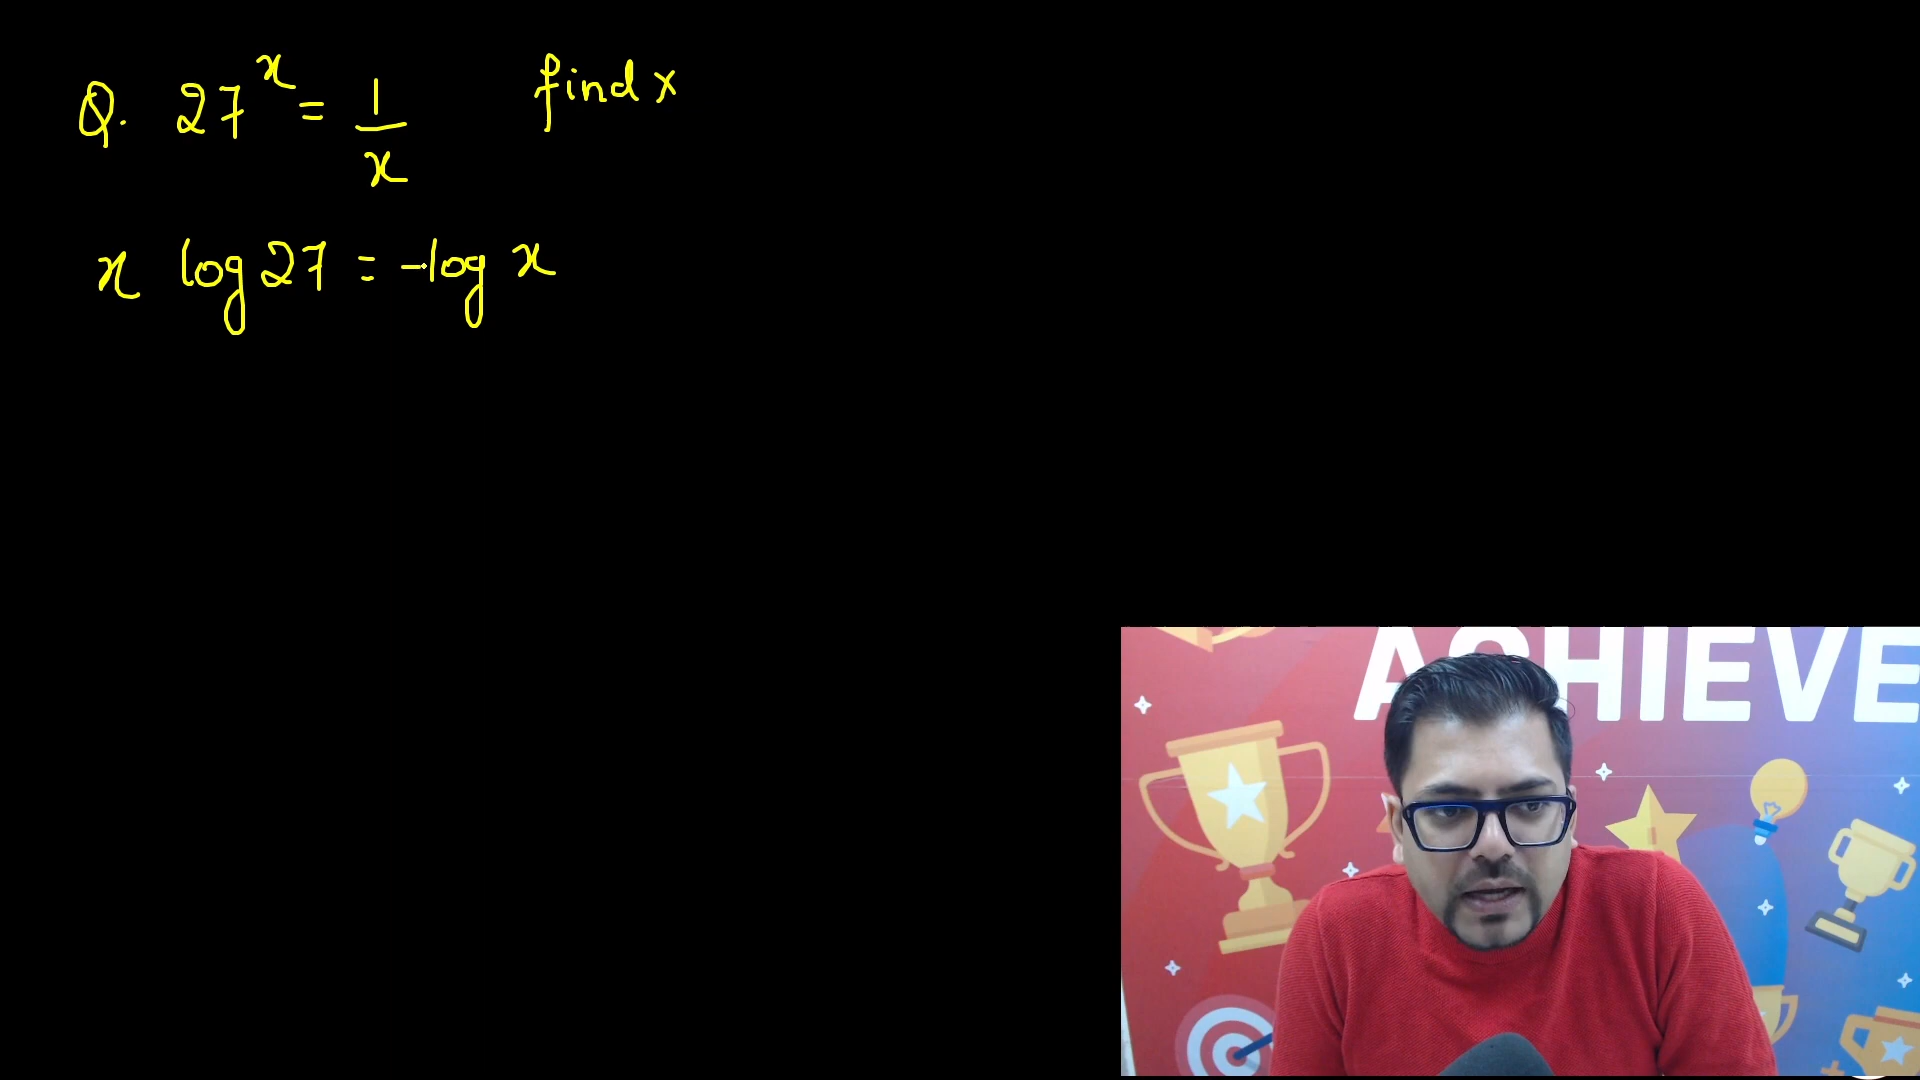 Q. 27^x = 1/x find x
x log 27 = -log x
ACHIEVE